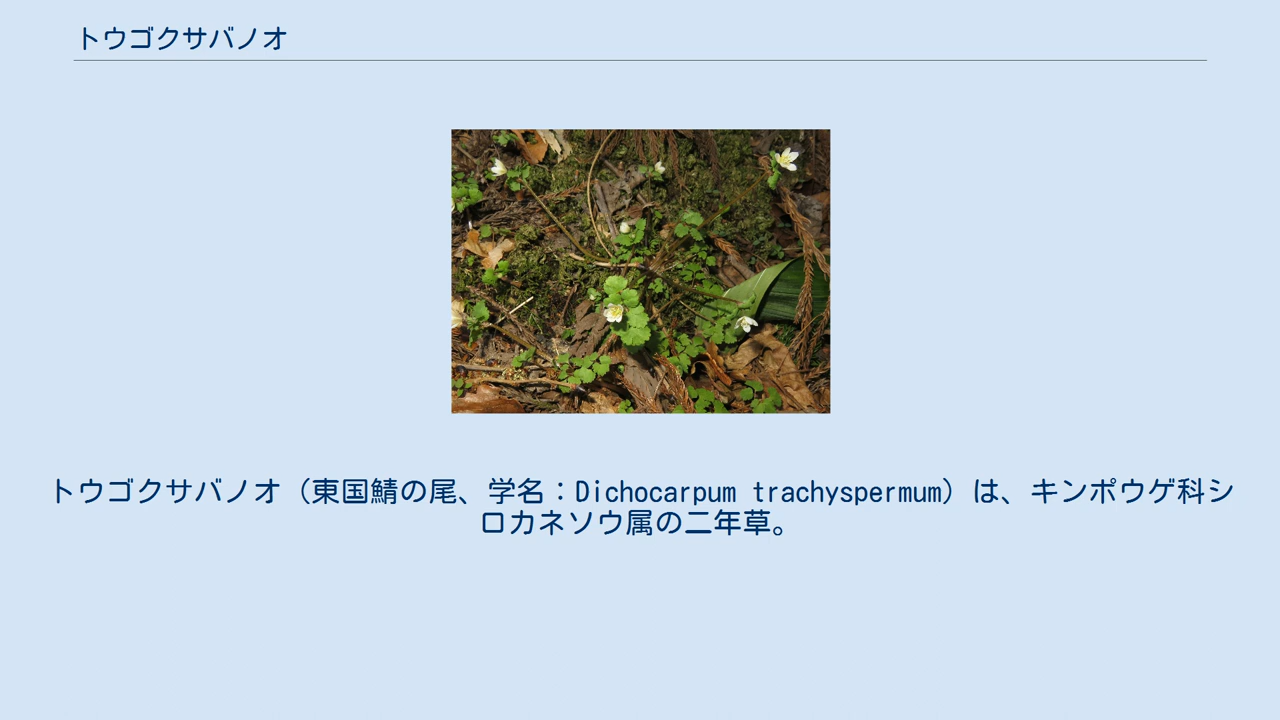 トウゴクサバノオ
トウゴクサバノオ（東国鯖の尾、学名：Dichocarpum trachyspermum）は、キンポウゲ科シ
ロカネソウ属の二年草。